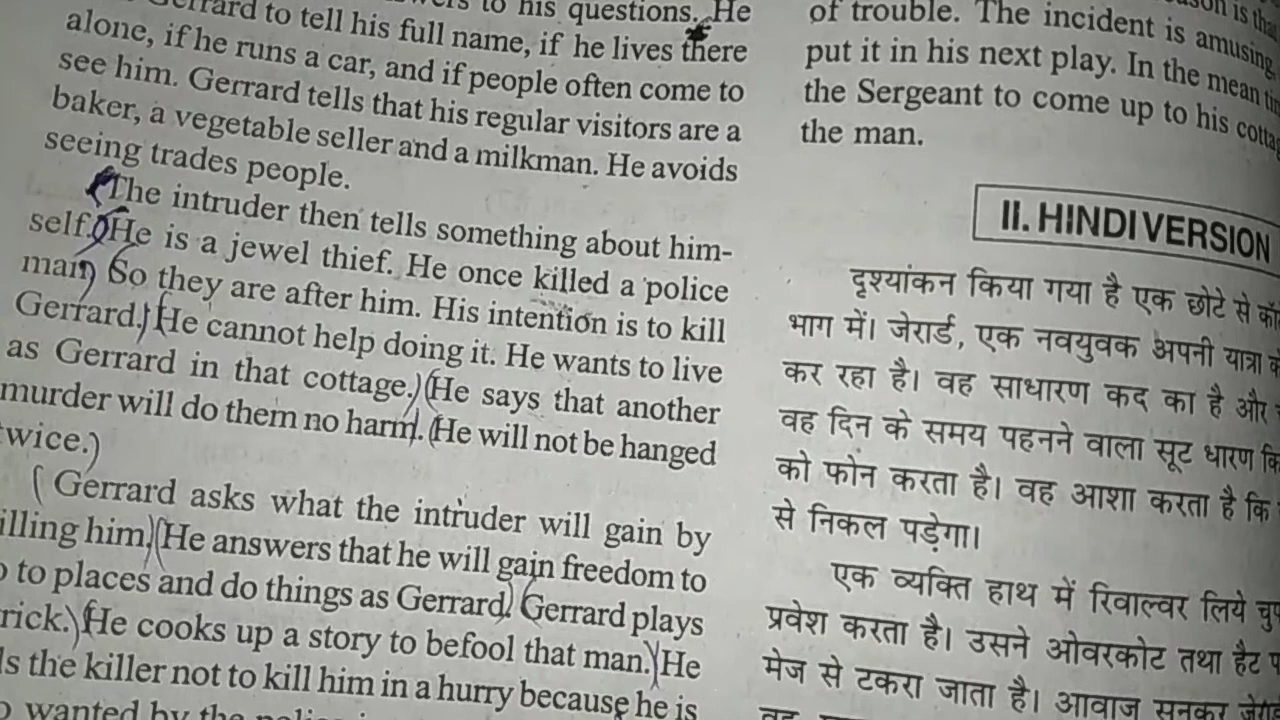 to his questions. He
Gerrard to tell his full name, if he lives there
alone, if he runs a car, and if people often come to
see him. Gerrard tells that his regular visitors are a
baker, a vegetable seller and a milkman. He avoids
seeing trades people.
The intruder then tells something about him-
self. He is a jewel thief. He once killed a police
man. So they are after him. His intention is to kill
Gerrard. He cannot help doing it. He wants to live
as Gerrard in that cottage. He says that another
murder will do them no harm. He will not be hanged
twice.
Gerrard asks what the intruder will gain by
illing him. He answers that he will gain freedom to
to places and do things as Gerrard. Gerrard plays
rick. He cooks up a story to befool that man. He
ls the killer not to kill him in a hurry because he is
wanted by the
of trouble. The incident is amusing.
put it in his next play. In the mean
the Sergeant to come up to his
the man.
II. HINDI VERSION
दृश्यांकन किया गया है एक छोटे से
भाग में। जेरार्ड, एक नवयुवक अपनी यात्रा
कर रहा है। वह साधारण कद का है और
वह दिन के समय पहनने वाला सूट धारण
को फोन करता है। वह आशा करता है कि
से निकल पड़ेगा।
एक व्यक्ति हाथ में रिवाल्वर लिये
प्रवेश करता है। उसने ओवरकोट तथा हैट
मेज से टकरा जाता है। आवाज सुनकर